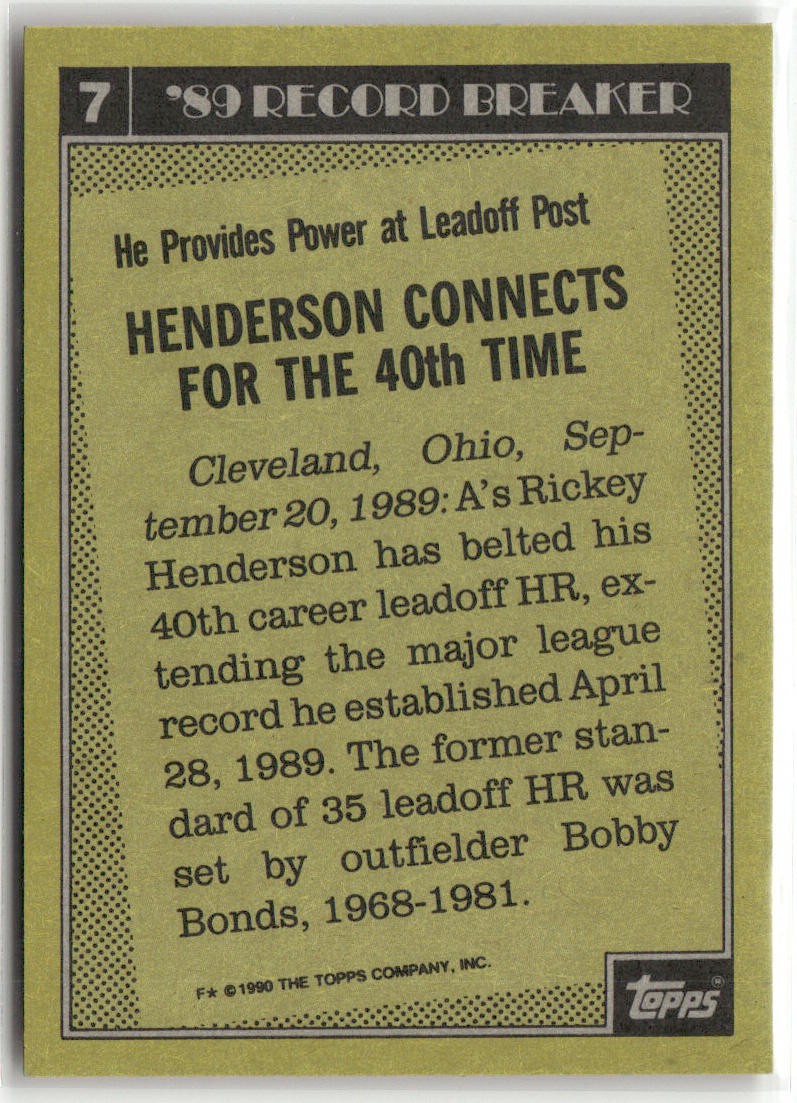 7 '89 RECORD BREAKER
He Provides Power at Leadoff Post
HENDERSON CONNECTS
FOR THE 40th TIME
Cleveland, Ohio, Sep-
tember 20, 1989: A's Rickey
Henderson has belted his
40th career leadoff HR, ex-
tending the major league
record he established April
28, 1989. The former stan-
dard of 35 leadoff HR was
set by outfielder Bobby
Bonds, 1968-1981.
F★ ©1990 THE TOPPS COMPANY, INC.
TOPPS®